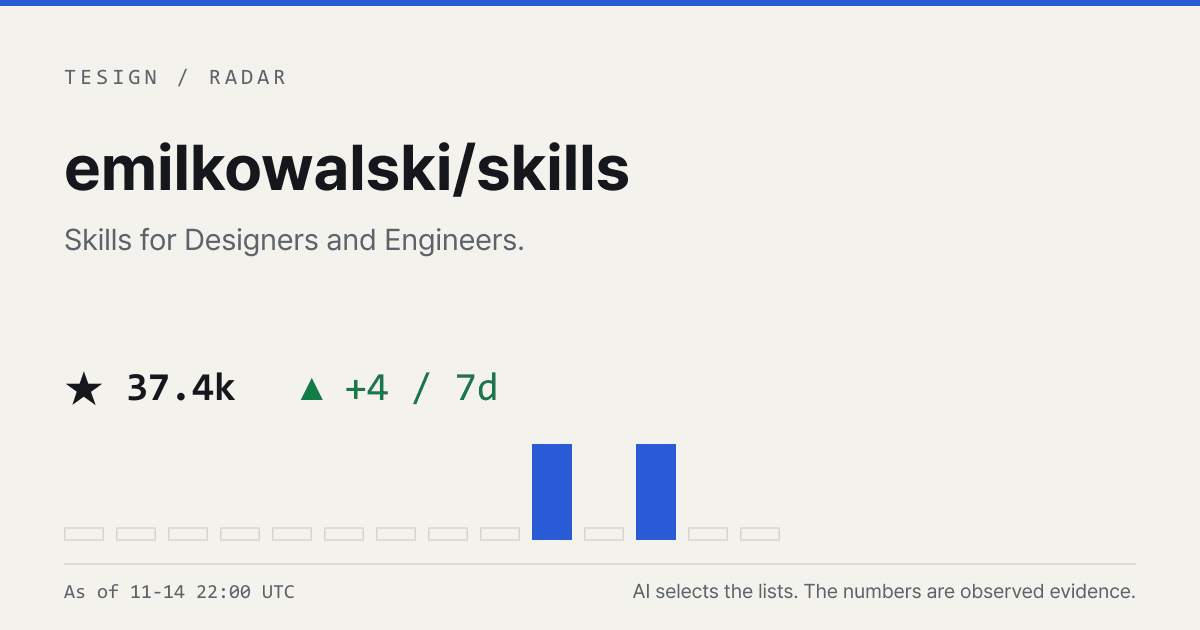 TESIGN / RADAR
emilkowalski/skills
Skills for Designers and Engineers.
★ 37.4k ▲ +4 / 7d
As of 11-14 22:00 UTC
AI selects the lists. The numbers are observed evidence.